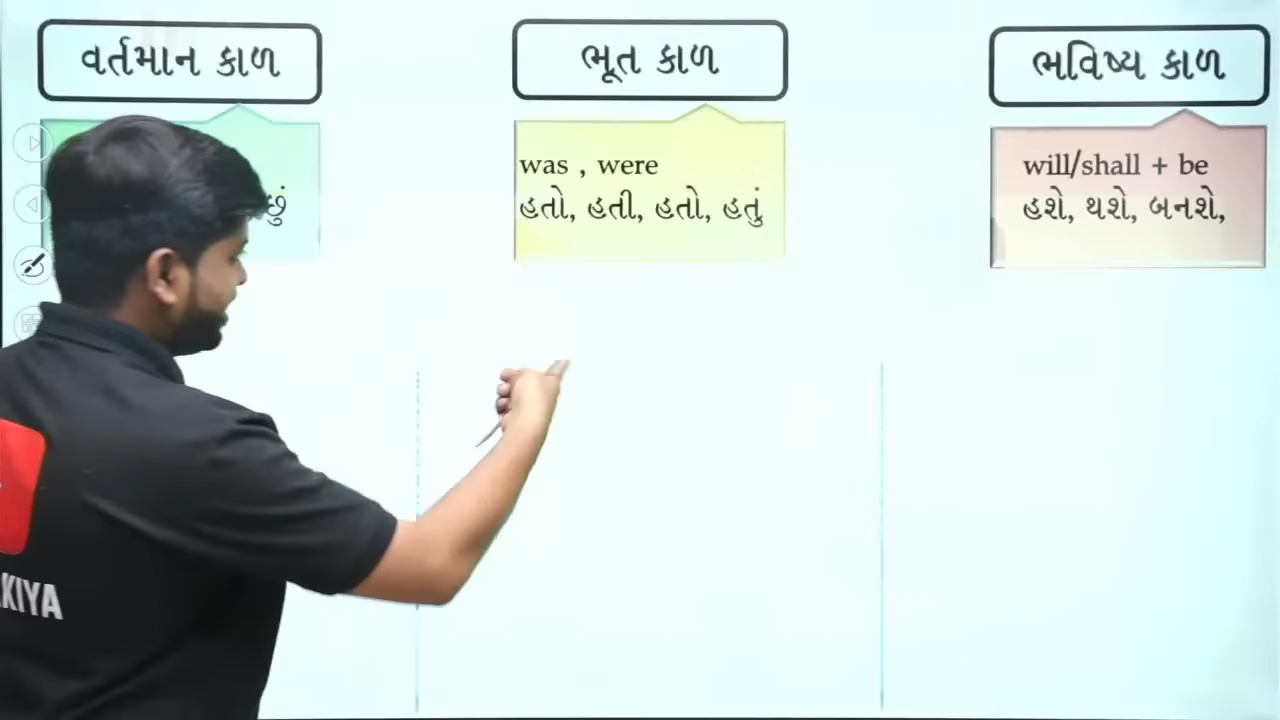 વર્તમાન કાળ
ભૂત કાળ
ભવિષ્ય કાળ
છું
was , were
હતો, હતી, હતો, હતું
will/shall + be
હશે, થશે, બનશે,
KIYA